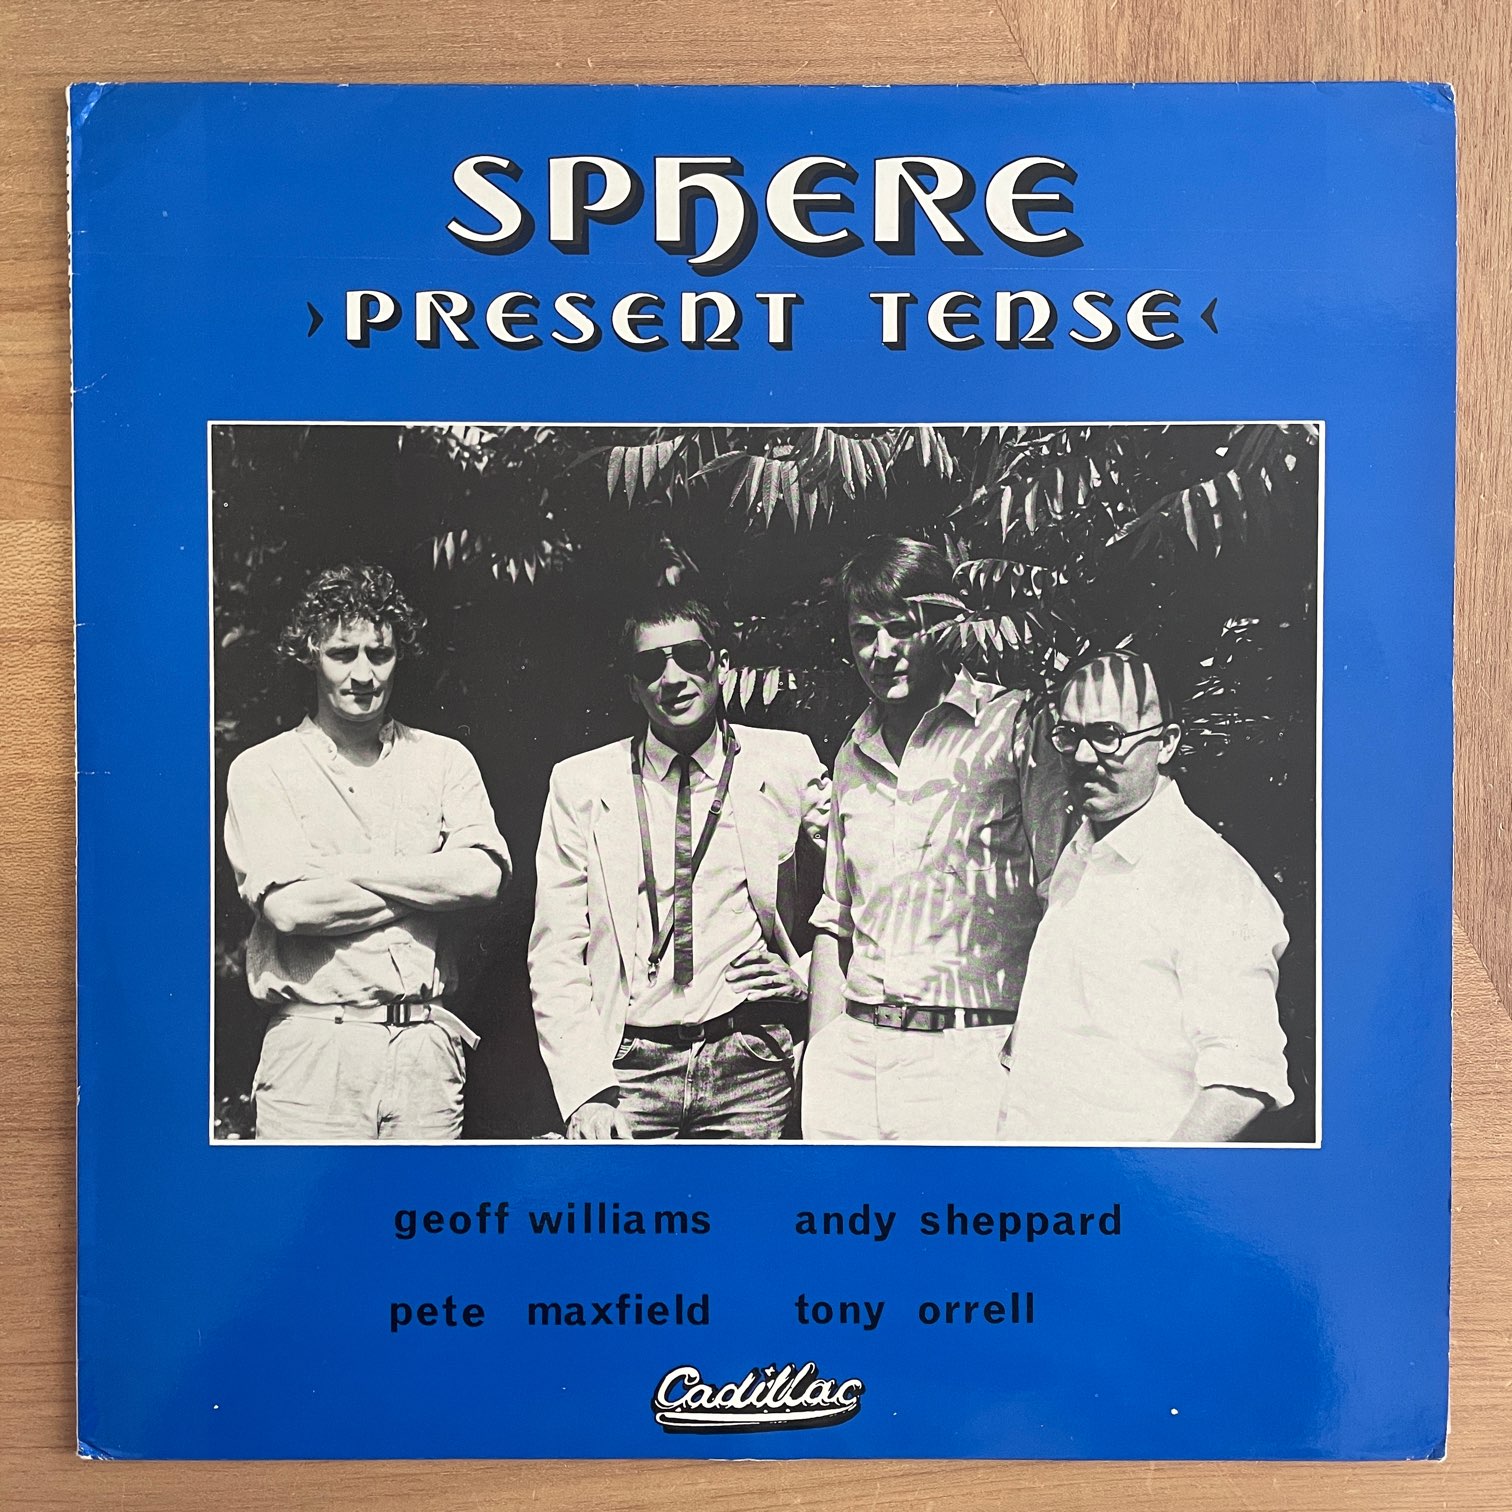 SPHERE
›PRESENT TENSE‹
geoff williams andy sheppard
pete maxfield tony orrell
Cadillac